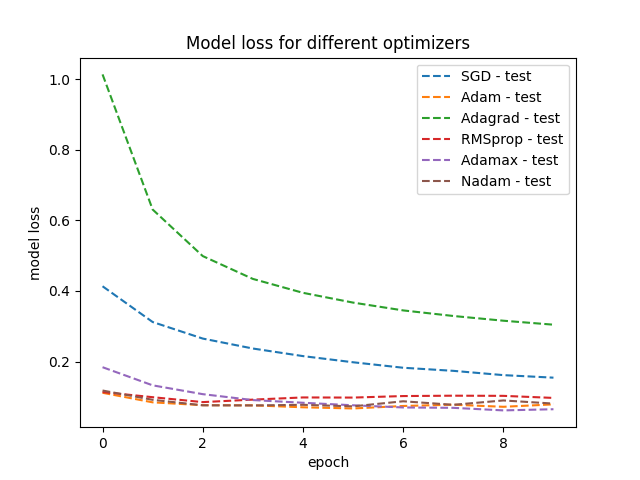 Model loss for different optimizers
SGD - test
Adam - test
Adagrad - test
RMSprop - test
Adamax - test
Nadam - test
model loss
1.0
0.8
0.6
0.4
0.2
0 2 4 6 8
epoch